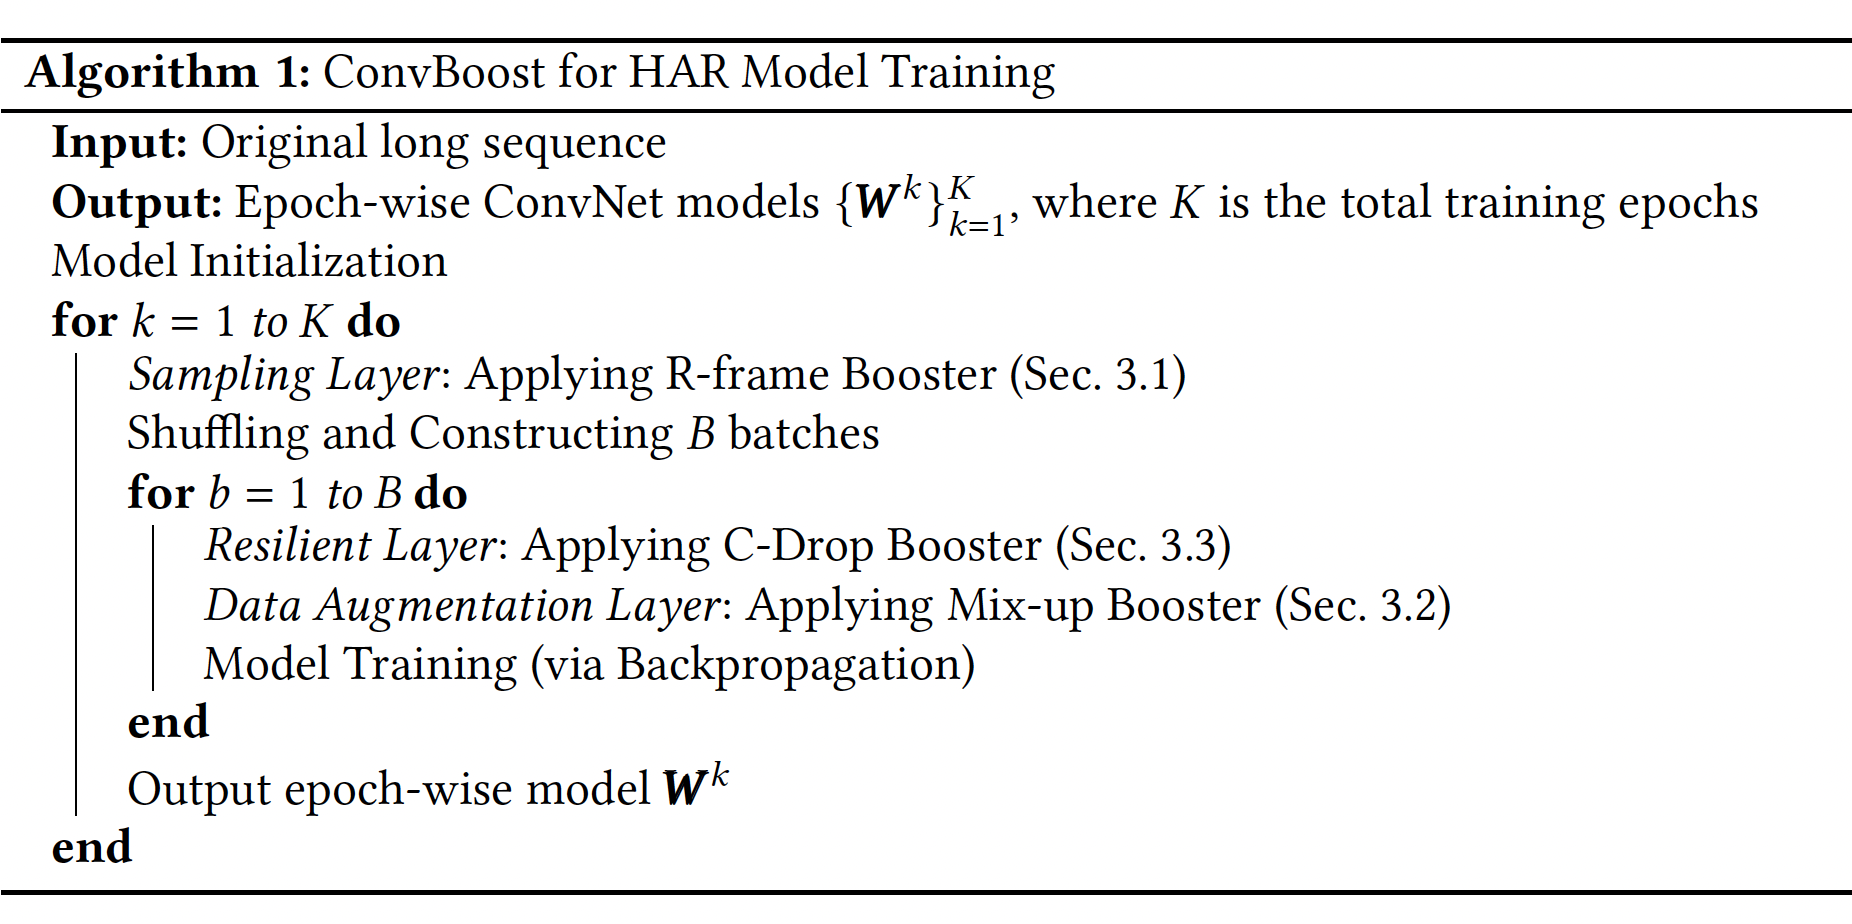 Algorithm 1: ConvBoost for HAR Model Training
Input: Original long sequence
Output: Epoch-wise ConvNet models {𝑾^k}_{k=1}^K, where K is the total training epochs
Model Initialization
for k = 1 to K do
Sampling Layer: Applying R-frame Booster (Sec. 3.1)
Shuffling and Constructing B batches
for b = 1 to B do
Resilient Layer: Applying C-Drop Booster (Sec. 3.3)
Data Augmentation Layer: Applying Mix-up Booster (Sec. 3.2)
Model Training (via Backpropagation)
end
Output epoch-wise model 𝑾^k
end